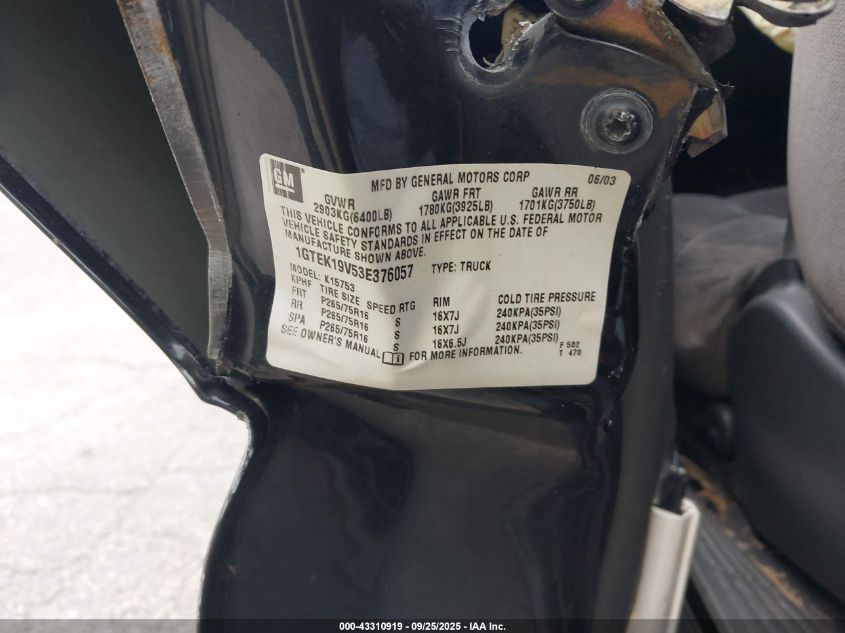 GM
MFD BY GENERAL MOTORS CORP 06/03
GVWR GAWR FRT GAWR RR
2903KG(6400LB) 1780KG(3925LB) 1701KG(3750LB)
THIS VEHICLE CONFORMS TO ALL APPLICABLE U.S. FEDERAL MOTOR
VEHICLE SAFETY STANDARDS IN EFFECT ON THE DATE OF
MANUFACTURE SHOWN ABOVE.
1GTEK19V53E376057 TYPE: TRUCK
MODEL: K15753
KPHF TIRE SIZE SPEED RTG RIM COLD TIRE PRESSURE
FRT P265/75R16 S 16X7J 240KPA(35PSI)
RR P265/75R16 S 16X7J 240KPA(35PSI)
SPA P265/75R16 S 16X6.5J 240KPA(35PSI)
SEE OWNER'S MANUAL i FOR MORE INFORMATION.
F 502
T 470
000-43310919 - 09/25/2025 - IAA Inc.